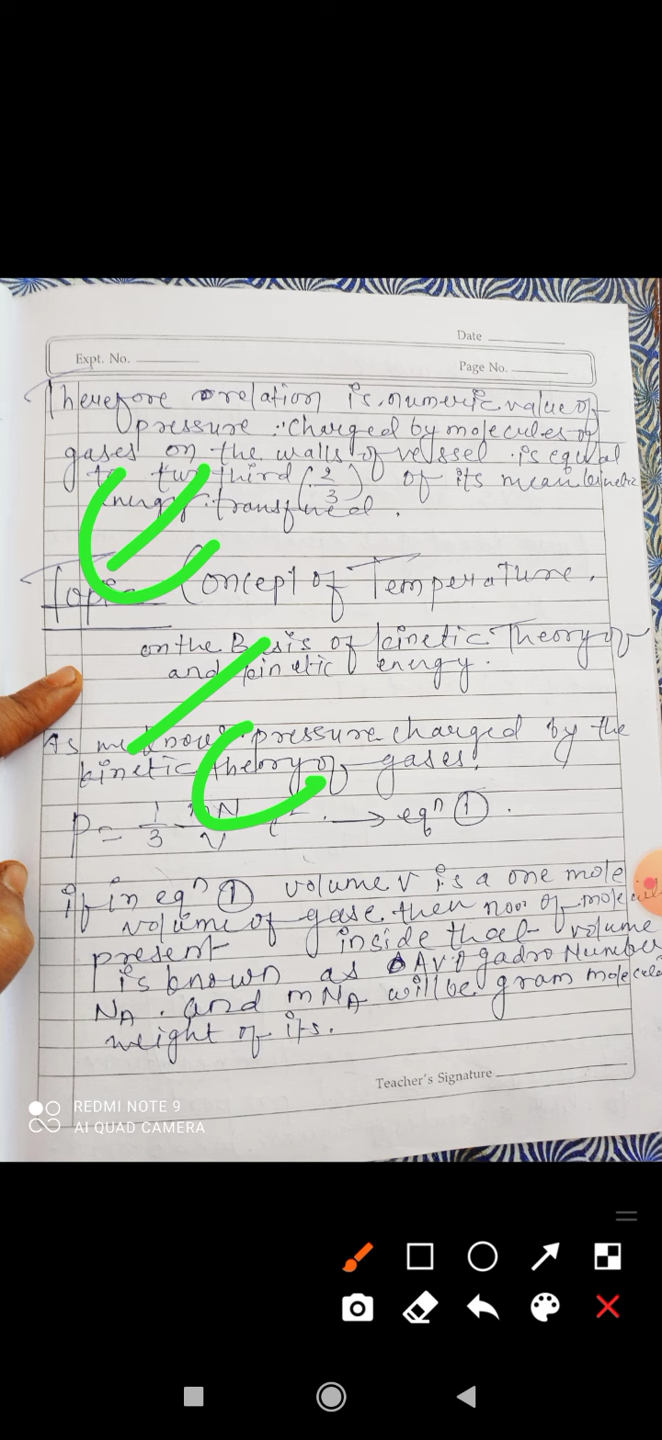 Date
Expt. No.
Page No.
Therefore relation is numeric value of
pressure charged by molecules of
gases on the walls of vessel is equal
to two third (2/3) of its mean kinetic
energy transfured.
Topic Concept of Temperature.
on the Basis of kinetic Theory of
and kinetic energy.
As we know pressure charged by the
kinetic theory of gases.
P = 1/3 mN/V → eqⁿ ①.
if in eqⁿ ① volume V is a one mole
volume of gase then noo. of molecul
present inside that volume
is known as Avogadro Number
NA. and mNA will be gram molecula
weight of its.
Teacher's Signature
REDMI NOTE 9
AI QUAD CAMERA